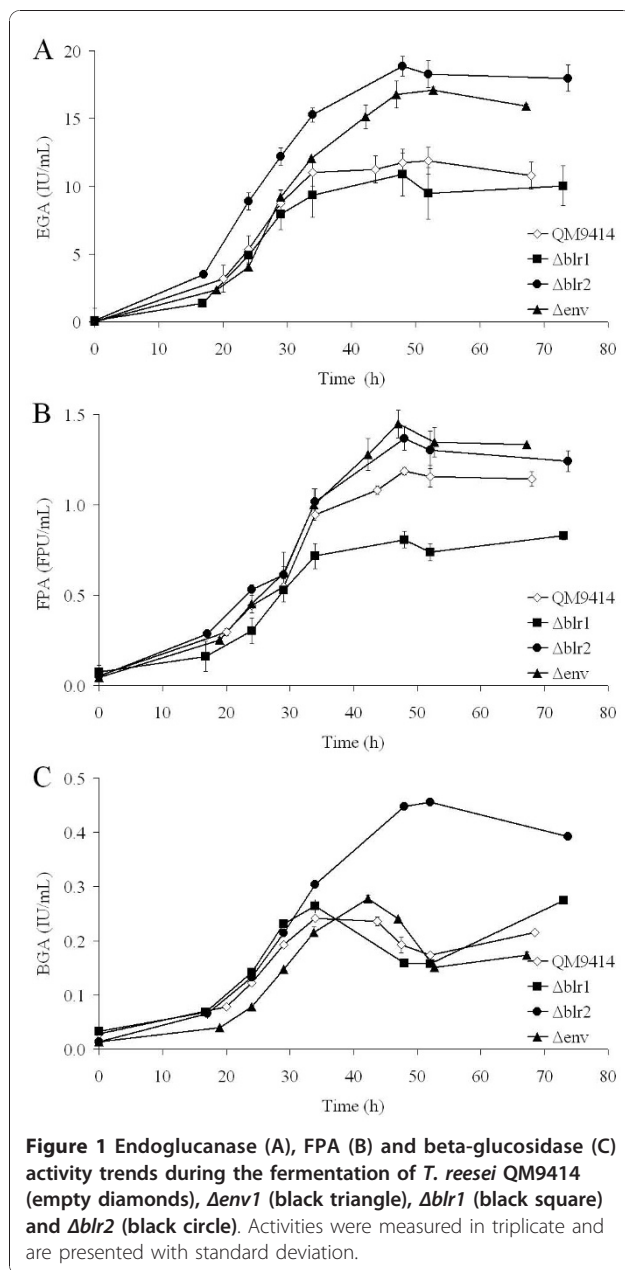 A
20
15
10
5
0
EGA (IU/mL)
QM9414
Δblr1
Δblr2
Δenv
0 10 20 30 40 50 60 70 80
Time (h)
B
1.5
1.0
0.5
0.0
FPA (FPU/mL)
QM9414
Δblr1
Δblr2
Δenv
0 10 20 30 40 50 60 70 80
Time (h)
C
0.5
0.4
0.3
0.2
0.1
0.0
BGA (IU/mL)
QM9414
Δblr1
Δblr2
Δenv
0 10 20 30 40 50 60 70 80
Time (h)
Figure 1 Endoglucanase (A), FPA (B) and beta-glucosidase (C)
activity trends during the fermentation of T. reesei QM9414
(empty diamonds), Δenv1 (black triangle), Δblr1 (black square)
and Δblr2 (black circle). Activities were measured in triplicate and
are presented with standard deviation.